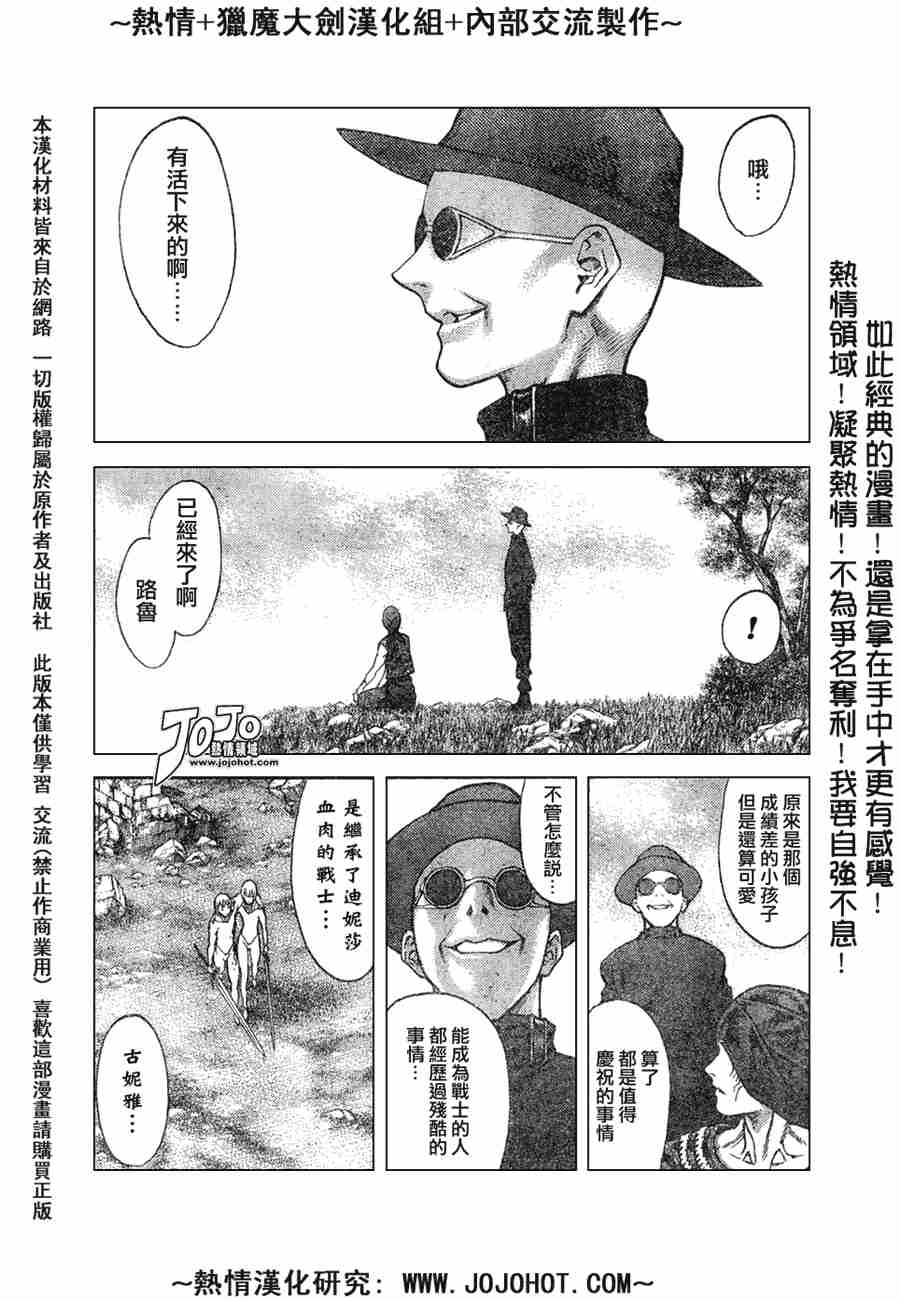 ~熱情+獵魔大劍漢化組+內部交流製作~
如此經典的漫畫！還是拿在手中才更有感覺！
熱情領域！凝聚熱情！不為爭名奪利！我要自強不息！
哦…
有活下來的啊……
！
已經來了啊
路魯
JOJO
熱情領域
www.jojohot.com
原來是那個
成績差的小孩子
但是還算可愛
算了
都是值得
慶祝的事情
不管怎麼說…
能成為戰士的人
都經歷過殘酷的
事情…
是繼承了迪妮莎
血肉的戰士…
古妮雅…
本漢化材料皆來自於網路 一切版權歸屬於原作者及出版社 此版本僅供學習 交流（禁止作商業用） 喜歡這部漫畫請購買正版
~熱情漢化研究: WWW.JOJOHOT.COM~